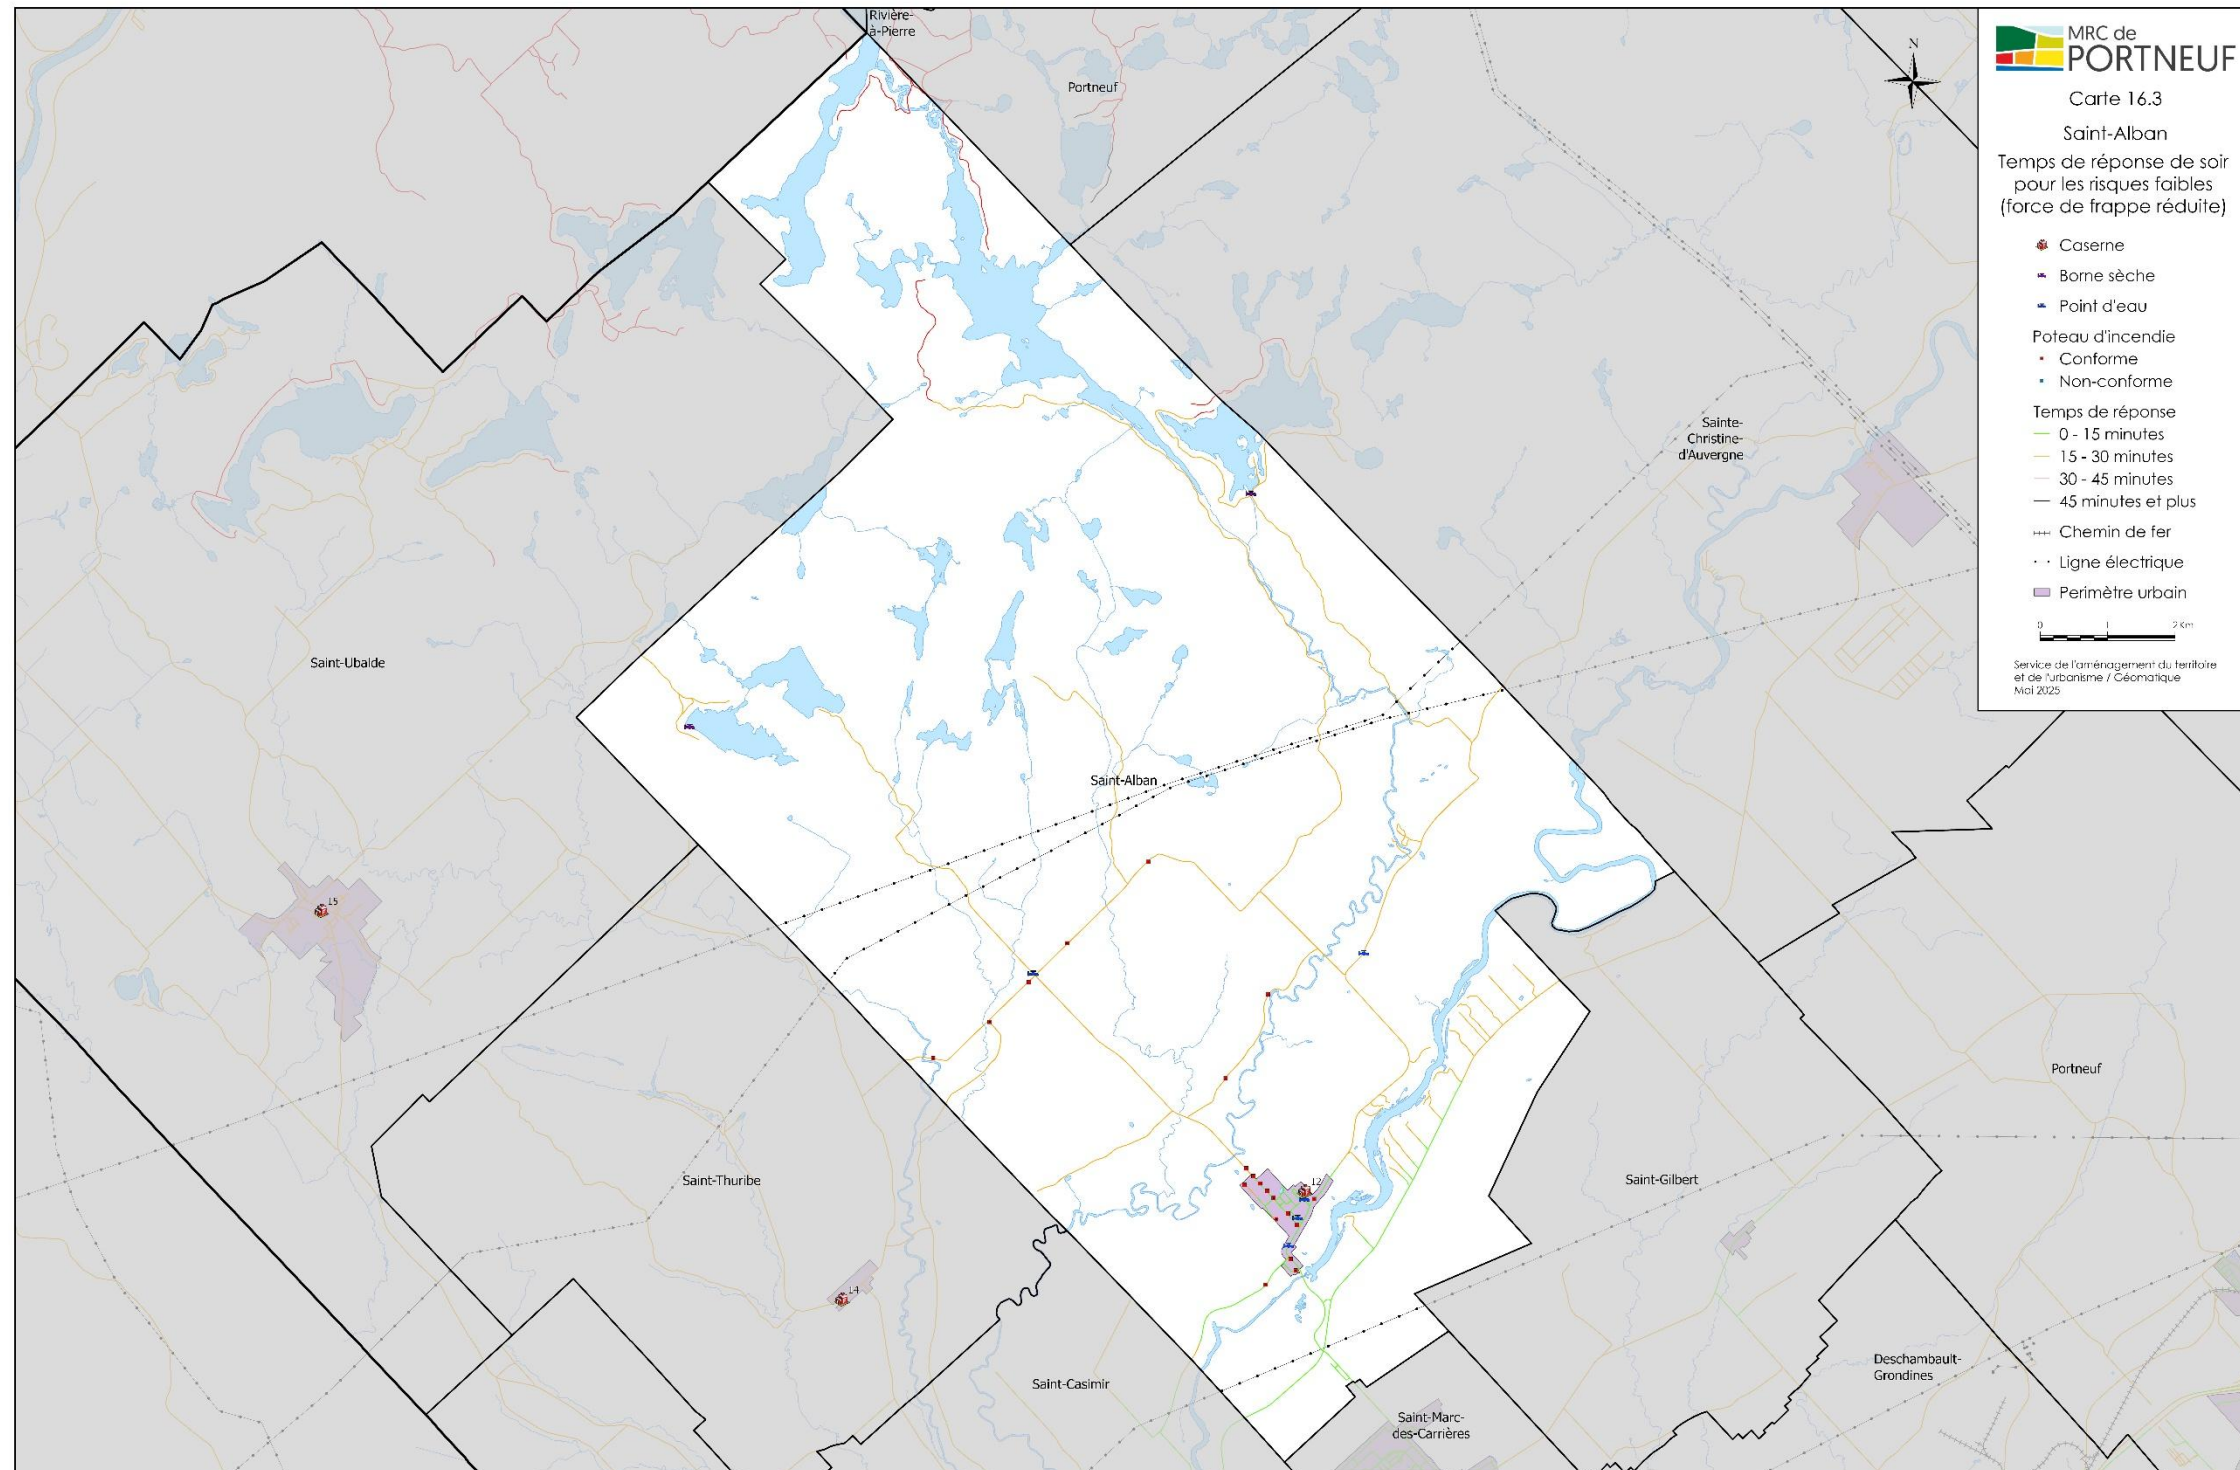 Rivière-
à-Pierre
Portneuf
Sainte-
Christine-
d'Auvergne
Saint-Ubalde
Saint-Alban
15
Portneuf
Saint-Thuribe
12
Saint-Gilbert
14
Saint-Casimir
Deschambault-
Grondines
Saint-Marc-
des-Carrières
N
MRC de
PORTNEUF
Carte 16.3
Saint-Alban
Temps de réponse de soir
pour les risques faibles
(force de frappe réduite)
Caserne
Borne sèche
Point d'eau
Poteau d'incendie
Conforme
Non-conforme
Temps de réponse
0 - 15 minutes
15 - 30 minutes
30 - 45 minutes
45 minutes et plus
Chemin de fer
Ligne électrique
Perimètre urbain
0 1 2 Km
Service de l'aménagement du territoire
et de l'urbanisme / Géomatique
Mai 2025